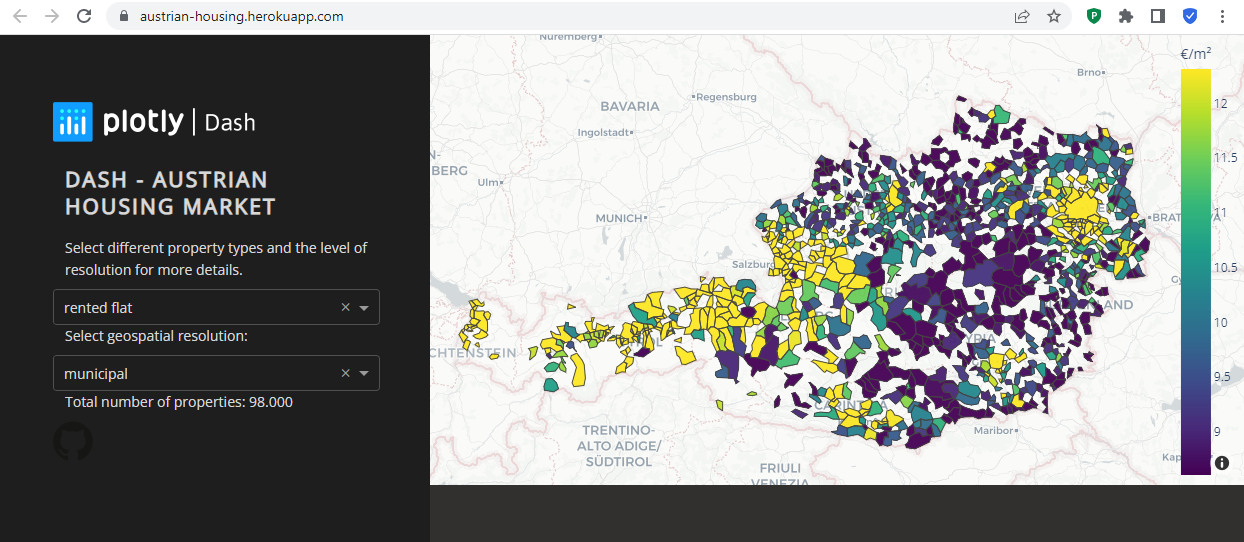 austrian-housing.herokuapp.com
P
plotly | Dash
DASH - AUSTRIAN
HOUSING MARKET
Select different property types and the level of
resolution for more details.
rented flat
Select geospatial resolution:
municipal
Total number of properties: 98.000
Nuremberg
Brno
BAVARIA
Regensburg
Ingolstadt
BERG
Ulm
MUNICH
BRAT
Salzburg
CHTENSTEIN
CARINTHIA
TRENTINO-
ALTO ADIGE/
SÜDTIROL
Maribor
FRIULI
VENEZIA
€/m²
12
11.5
11
10.5
10
9.5
9